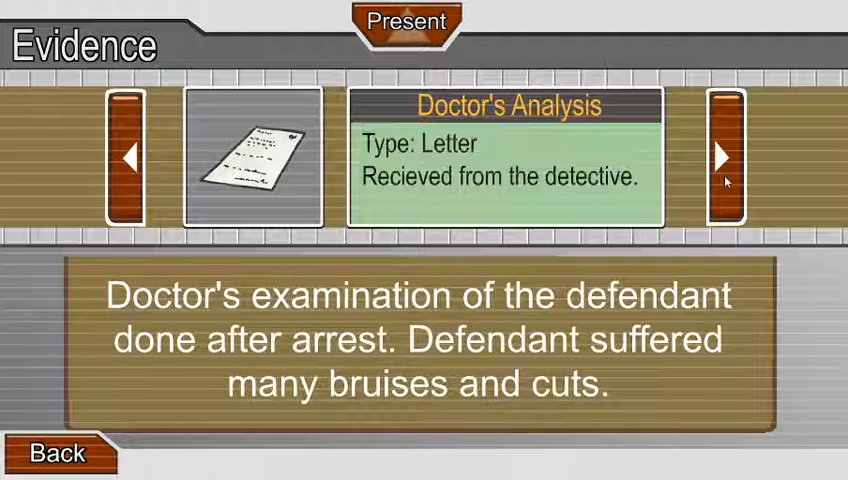 Present
Evidence
Doctor's Analysis
Type: Letter
Recieved from the detective.
Doctor's examination of the defendant
done after arrest. Defendant suffered
many bruises and cuts.
Back